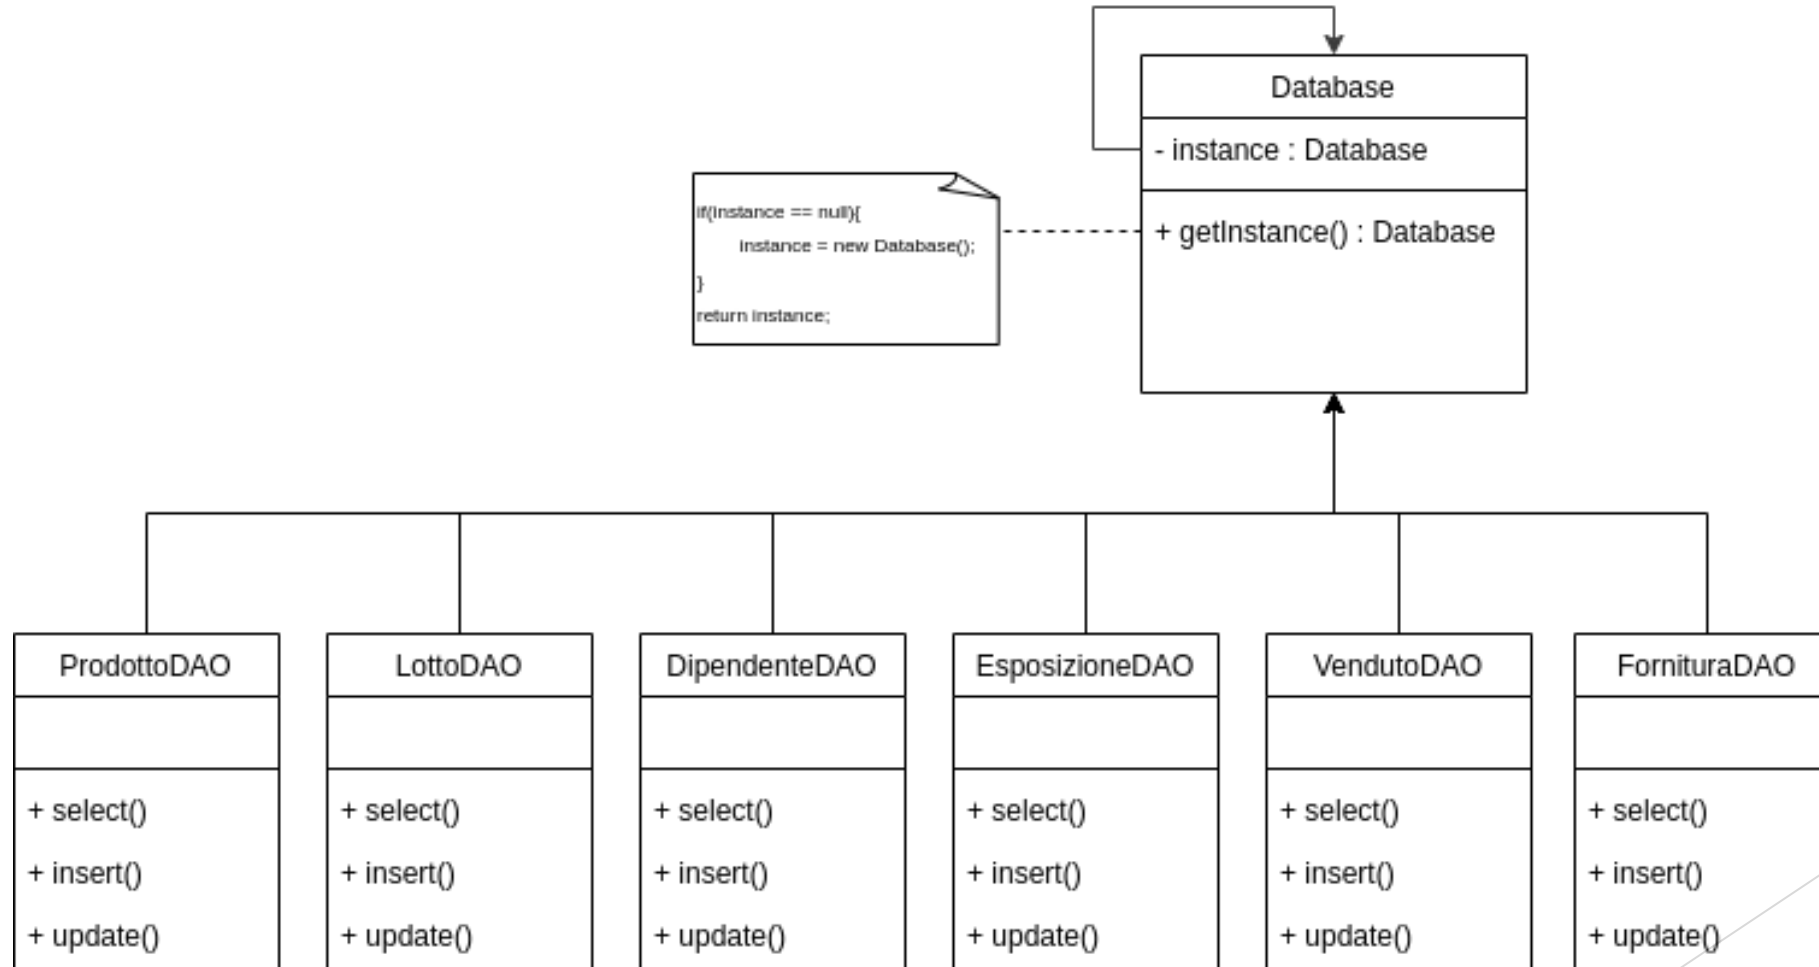 Database
- instance : Database
+ getInstance() : Database
if(instance == null){
instance = new Database();
}
return instance;
ProdottoDAO
+ select()
+ insert()
+ update()
LottoDAO
+ select()
+ insert()
+ update()
DipendenteDAO
+ select()
+ insert()
+ update()
EsposizioneDAO
+ select()
+ insert()
+ update()
VendutoDAO
+ select()
+ insert()
+ update()
FornituraDAO
+ select()
+ insert()
+ update()